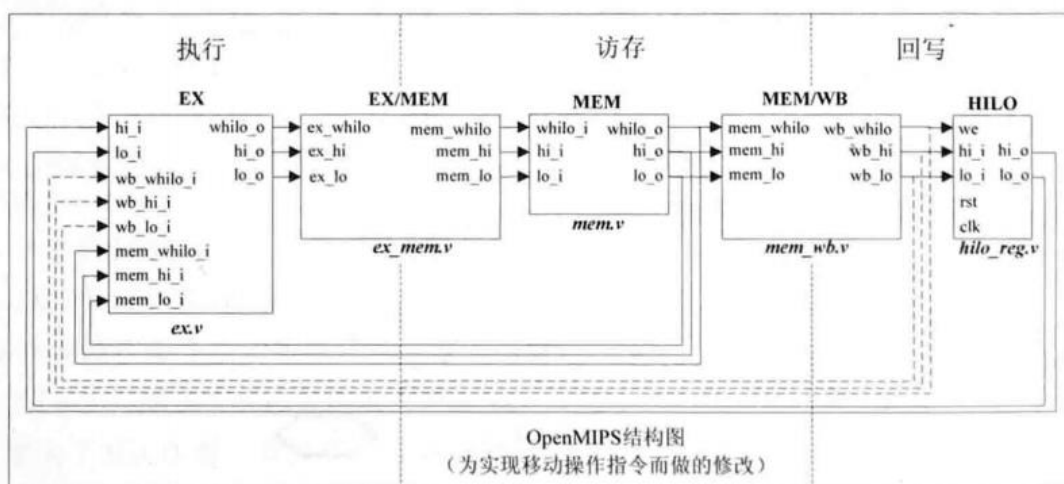 执行 访存 回写
EX EX/MEM MEM MEM/WB HILO
hi_i whilo_o ex_whilo mem_whilo whilo_i whilo_o mem_whilo wb_whilo we
lo_i hi_o ex_hi mem_hi hi_i hi_o mem_hi wb_hi hi_i hi_o
wb_whilo_i lo_o ex_lo mem_lo lo_i lo_o mem_lo wb_lo lo_i lo_o
wb_hi_i rst
wb_lo_i clk
mem_whilo_i ex_mem.v mem.v mem_wb.v hilo_reg.v
mem_hi_i
mem_lo_i
ex.v
OpenMIPS结构图
（为实现移动操作指令而做的修改）